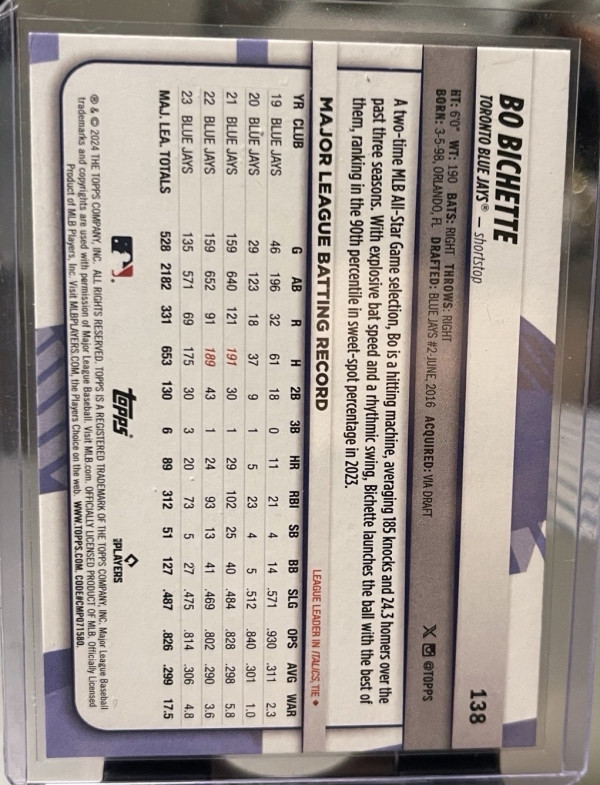 138
BO BICHETTE
TORONTO BLUE JAYS® — shortstop
HT: 6'0" WT: 190 BATS: RIGHT THROWS: RIGHT
BORN: 3-5-98, ORLANDO, FL DRAFTED: BLUE JAYS #2-JUNE, 2016 ACQUIRED: VIA DRAFT
X @TOPPS
A two-time MLB All-Star Game selection, Bo is a hitting machine, averaging 185 knocks and 24.3 homers over the
past three seasons. With explosive bat speed and a rhythmic swing, Bichette launches the ball with the best of
them, ranking in the 90th percentile in sweet-spot percentage in 2023.
MAJOR LEAGUE BATTING RECORD LEAGUE LEADER IN ITALICS, TIE ♦
YR CLUB G AB R H 2B 3B HR RBI SB BB SLG OPS AVG WAR
19 BLUE JAYS 46 196 32 61 18 0 11 21 4 14 .571 .930 .311 2.3
20 BLUE JAYS 29 123 18 37 9 1 5 23 4 5 .512 .840 .301 1.0
21 BLUE JAYS 159 640 121 191 30 1 29 102 25 40 .484 .828 .298 5.8
22 BLUE JAYS 159 652 91 189 43 1 24 93 13 41 .469 .802 .290 3.6
23 BLUE JAYS 135 571 69 175 30 3 20 73 5 27 .475 .814 .306 4.8
MAJ. LEA. TOTALS 528 2182 331 653 130 6 89 312 51 127 .487 .826 .299 17.5
topps® PLAYERS
® & © 2024 THE TOPPS COMPANY, INC. ALL RIGHTS RESERVED. TOPPS IS A REGISTERED TRADEMARK OF THE TOPPS COMPANY, INC. Major League Baseball
trademarks and copyrights are used with permission of Major League Baseball. Visit MLB.com. OFFICIALLY LICENSED PRODUCT OF MLB. Officially Licensed
Product of MLB Players, Inc. Visit MLBPLAYERS.COM, the Players Choice on the web. WWW.TOPPS.COM. CODE#CMP071580.